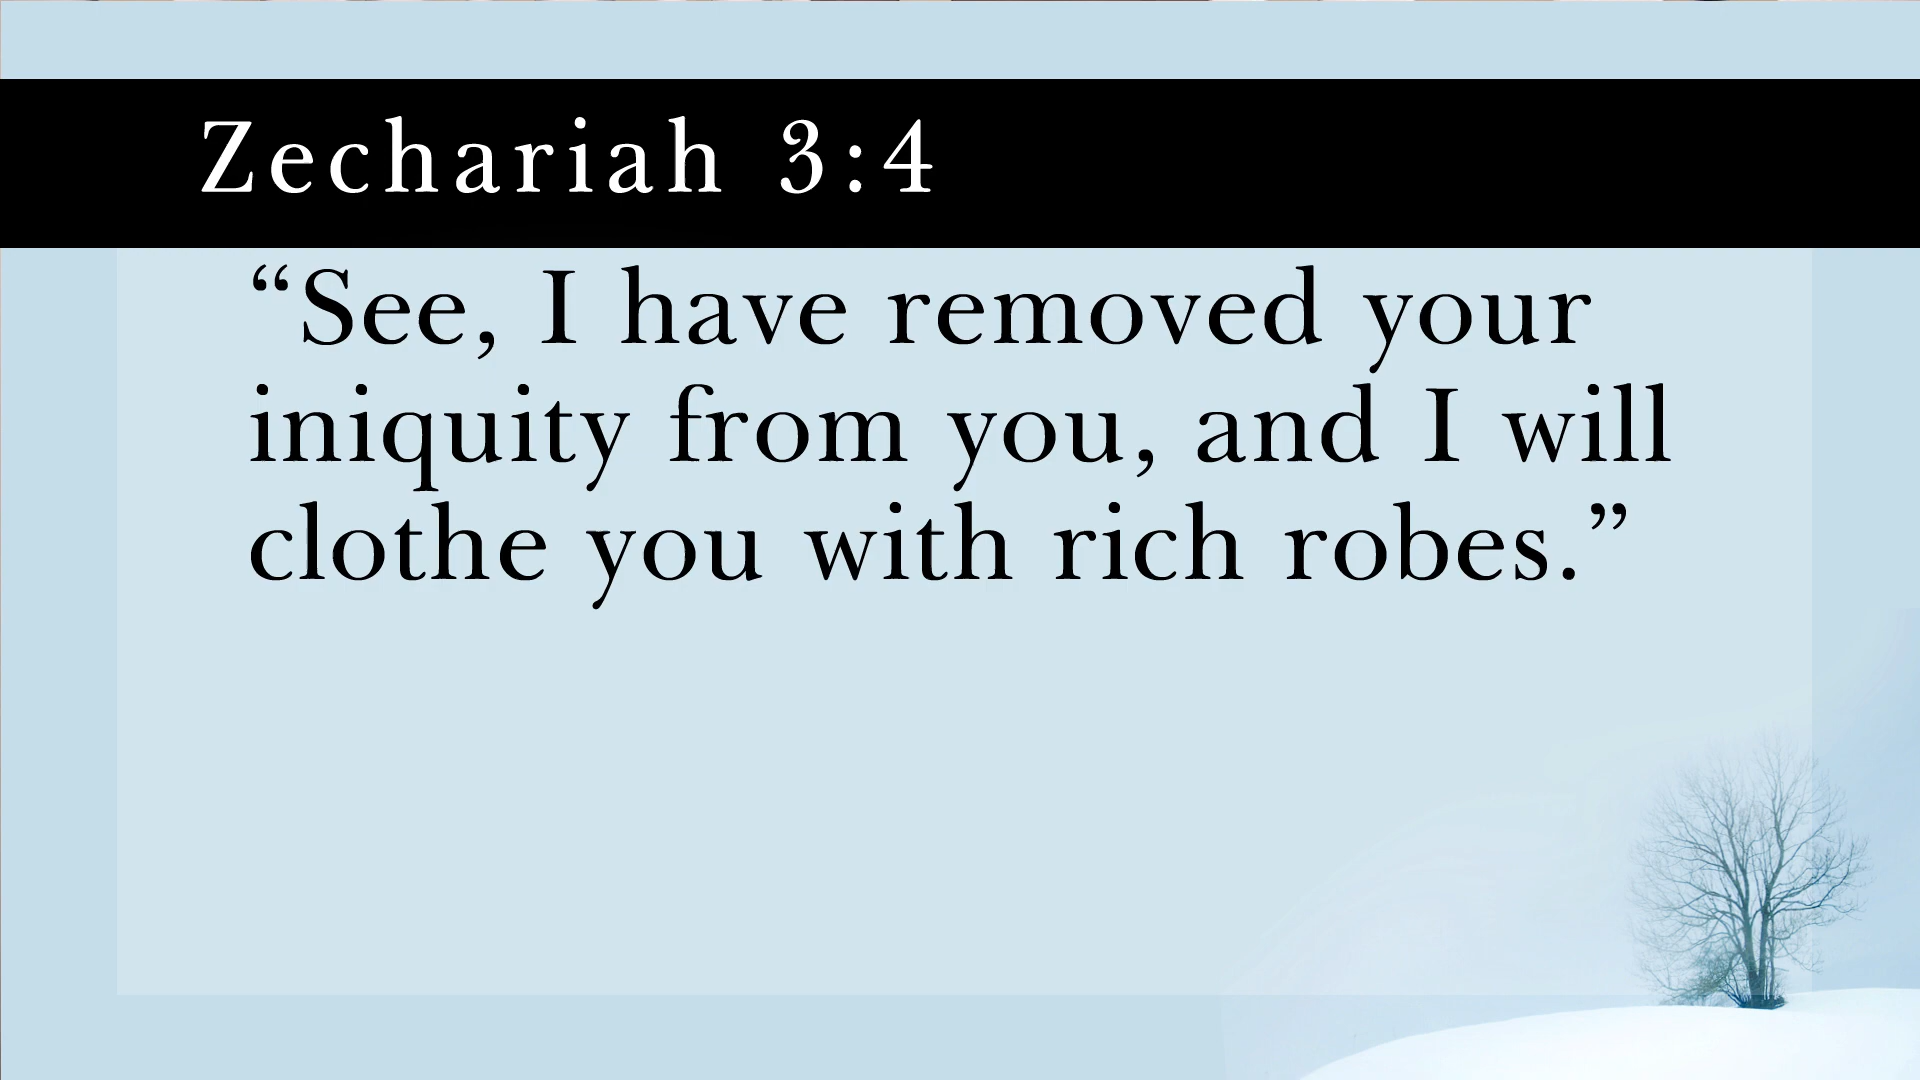 Zechariah 3:4
“See, I have removed your
iniquity from you, and I will
clothe you with rich robes.”